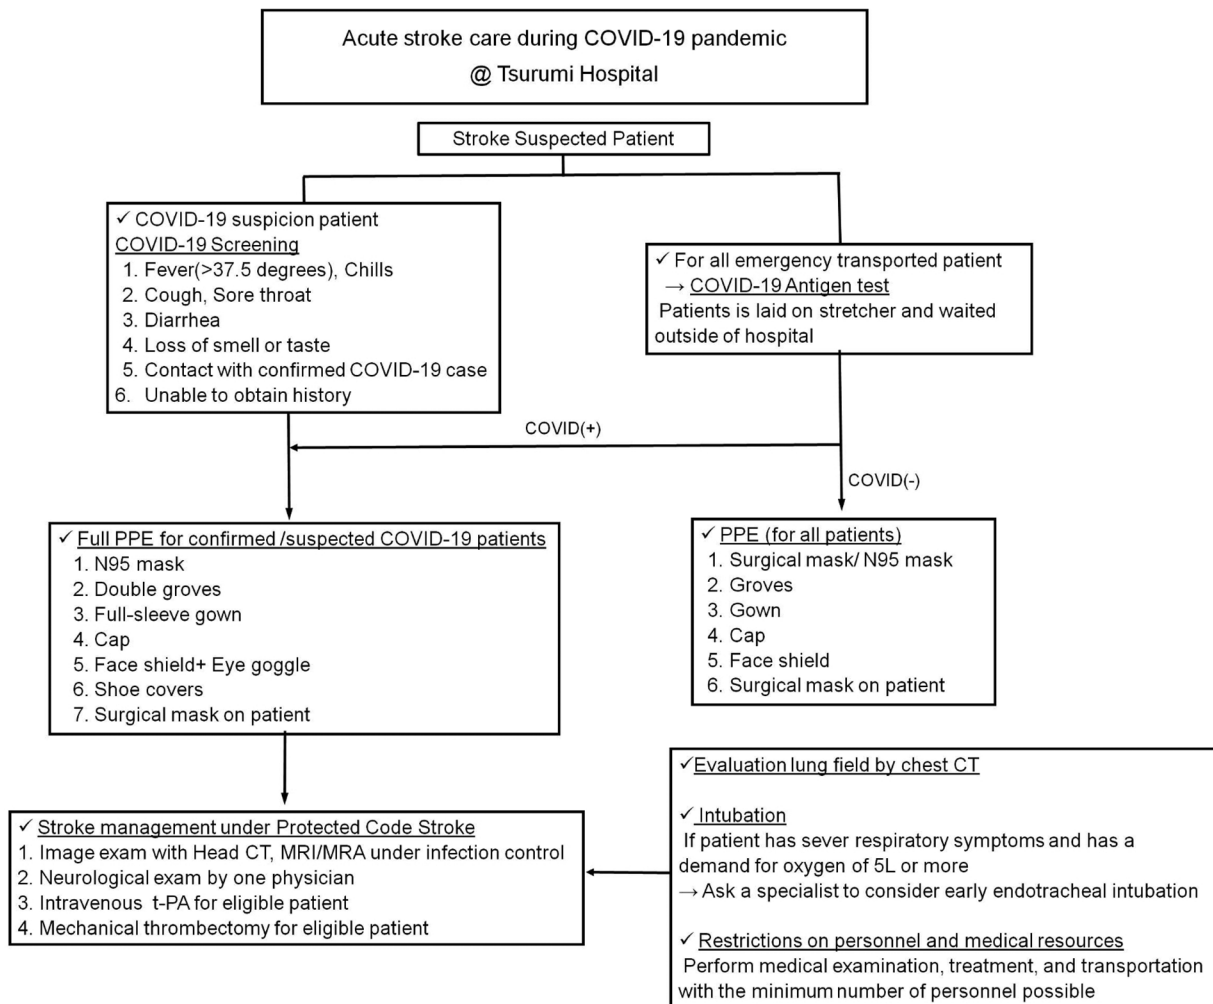 Acute stroke care during COVID-19 pandemic
@ Tsurumi Hospital
Stroke Suspected Patient
✓ COVID-19 suspicion patient
COVID-19 Screening
1. Fever(>37.5 degrees), Chills
2. Cough, Sore throat
3. Diarrhea
4. Loss of smell or taste
5. Contact with confirmed COVID-19 case
6. Unable to obtain history
✓ For all emergency transported patient
→ COVID-19 Antigen test
Patients is laid on stretcher and waited
outside of hospital
COVID(+)
COVID(-)
✓ Full PPE for confirmed /suspected COVID-19 patients
1. N95 mask
2. Double groves
3. Full-sleeve gown
4. Cap
5. Face shield+ Eye goggle
6. Shoe covers
7. Surgical mask on patient
✓ PPE (for all patients)
1. Surgical mask/ N95 mask
2. Groves
3. Gown
4. Cap
5. Face shield
6. Surgical mask on patient
✓ Stroke management under Protected Code Stroke
1. Image exam with Head CT, MRI/MRA under infection control
2. Neurological exam by one physician
3. Intravenous t-PA for eligible patient
4. Mechanical thrombectomy for eligible patient
✓Evaluation lung field by chest CT
✓ Intubation
If patient has sever respiratory symptoms and has a
demand for oxygen of 5L or more
→ Ask a specialist to consider early endotracheal intubation
✓ Restrictions on personnel and medical resources
Perform medical examination, treatment, and transportation
with the minimum number of personnel possible